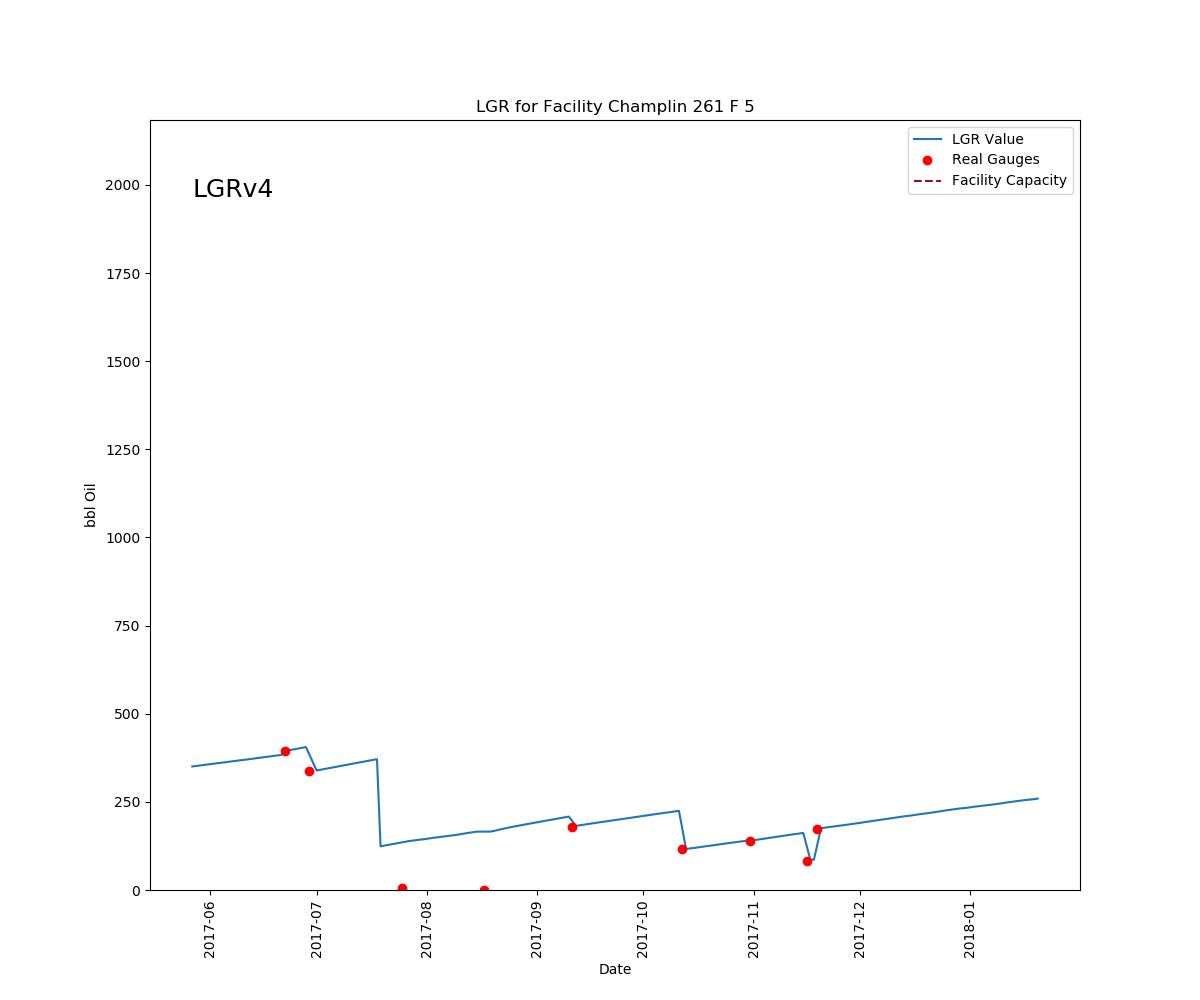 LGR for Facility Champlin 261 F 5
LGR Value
Real Gauges
Facility Capacity
LGRv4
2000
1750
1500
1250
1000
750
500
250
0
bbl Oil
2017-06
2017-07
2017-08
2017-09
2017-10
2017-11
2017-12
2018-01
Date